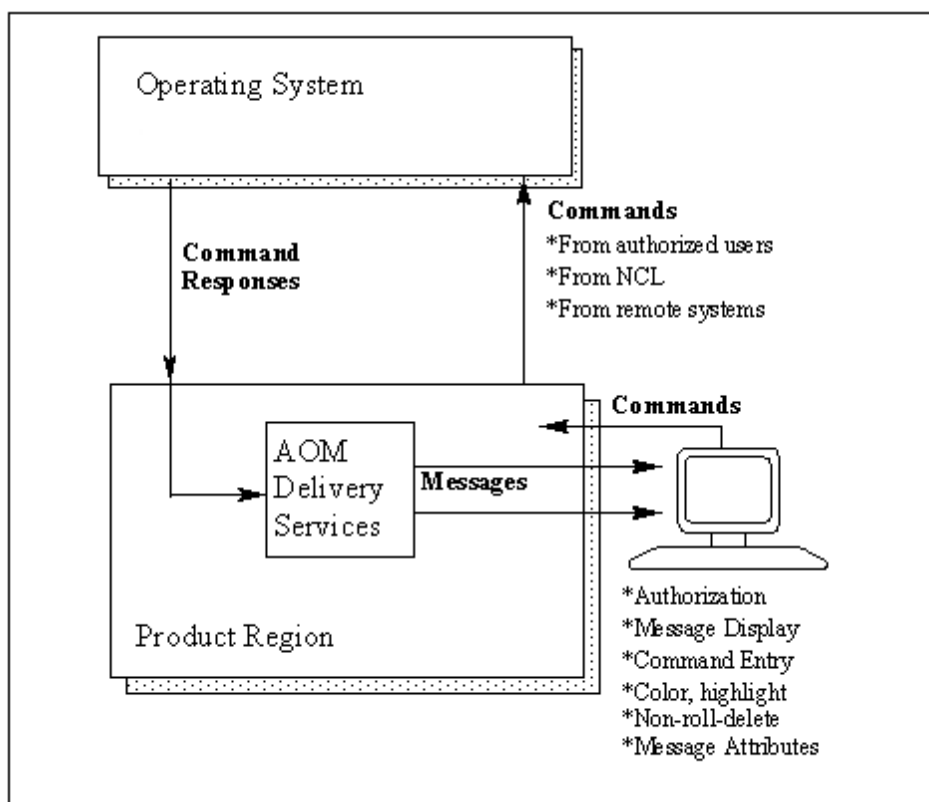 Operating System
Command
Responses
Commands
*From authorized users
*From NCL
*From remote systems
Commands
AOM
Delivery
Services
Messages
Product Region
*Authorization
*Message Display
*Command Entry
*Color, highlight
*Non-roll-delete
*Message Attributes